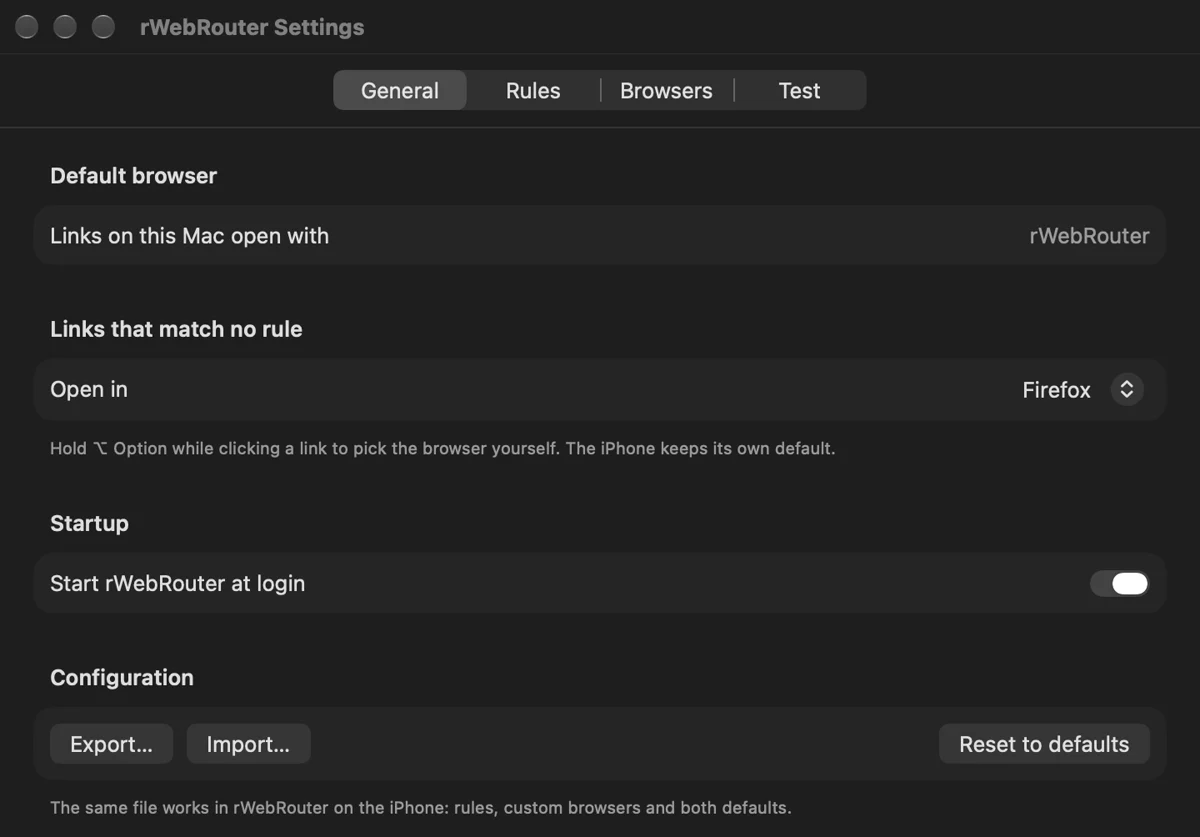 rWebRouter Settings
General
Rules
Browsers
Test
Default browser
Links on this Mac open with
rWebRouter
Links that match no rule
Open in
Firefox
Hold ⌥ Option while clicking a link to pick the browser yourself. The iPhone keeps its own default.
Startup
Start rWebRouter at login
Configuration
Export...
Import...
Reset to defaults
The same file works in rWebRouter on the iPhone: rules, custom browsers and both defaults.